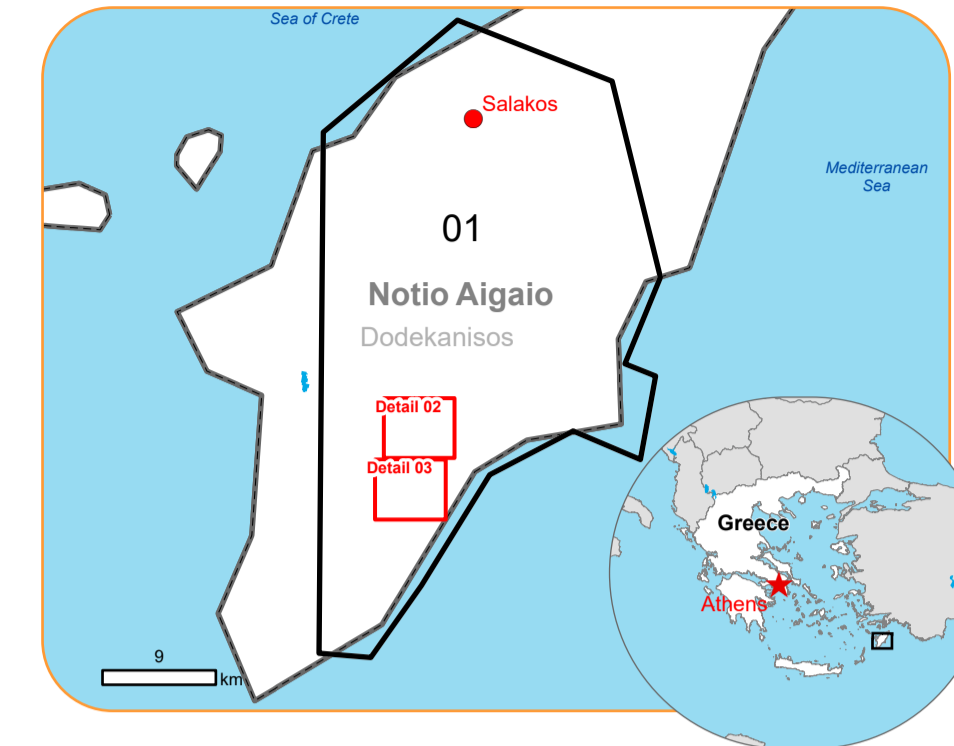 Sea of Crete
Salakos
Mediterranean
Sea
01
Notio Aigaio
Dodekanisos
Detail 02
Detail 03
Greece
Athens
9
km